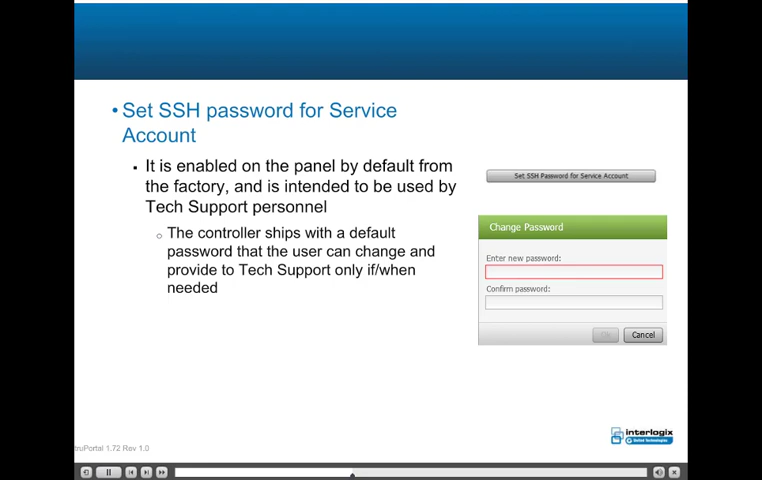 • Set SSH password for Service
Account
▪ It is enabled on the panel by default from
the factory, and is intended to be used by
Tech Support personnel
○ The controller ships with a default
password that the user can change and
provide to Tech Support only if/when
needed
Set SSH Password for Service Account
Change Password
Enter new password:
Confirm password:
Ok
Cancel
interlogix
United Technologies
truPortal 1.72 Rev 1.0